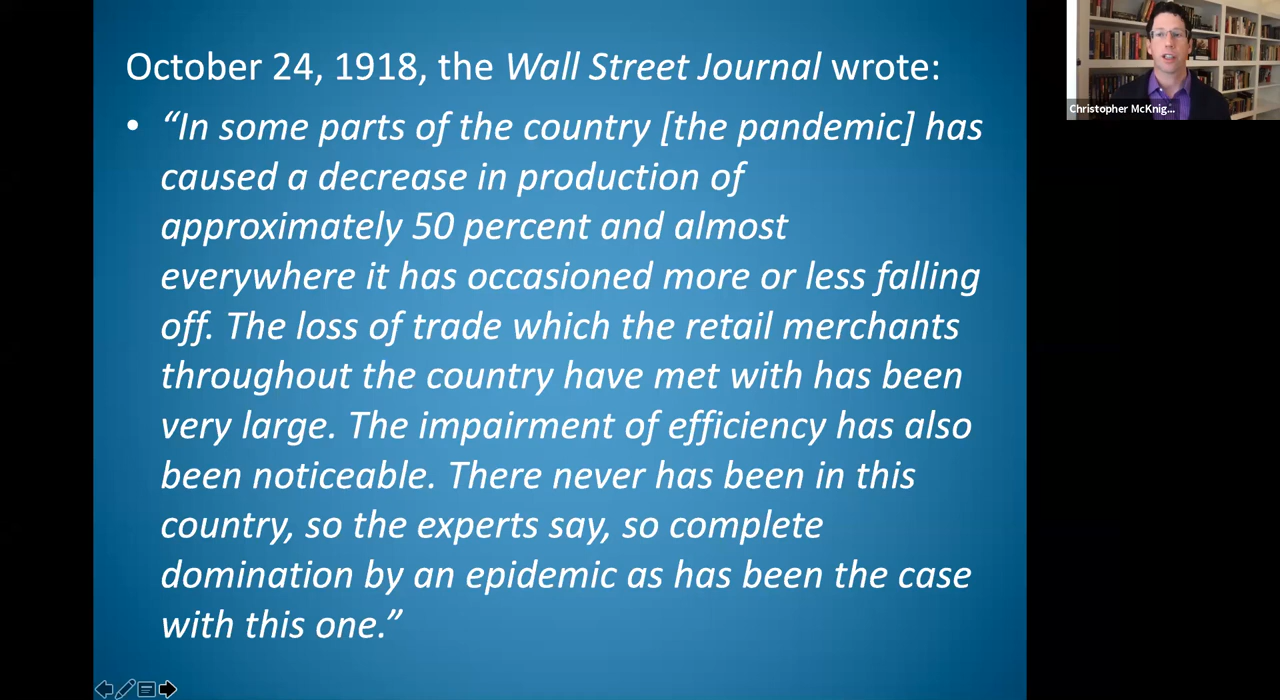 October 24, 1918, the Wall Street Journal wrote:
• “In some parts of the country [the pandemic] has
caused a decrease in production of
approximately 50 percent and almost
everywhere it has occasioned more or less falling
off. The loss of trade which the retail merchants
throughout the country have met with has been
very large. The impairment of efficiency has also
been noticeable. There never has been in this
country, so the experts say, so complete
domination by an epidemic as has been the case
with this one.”
Christopher McKnig...